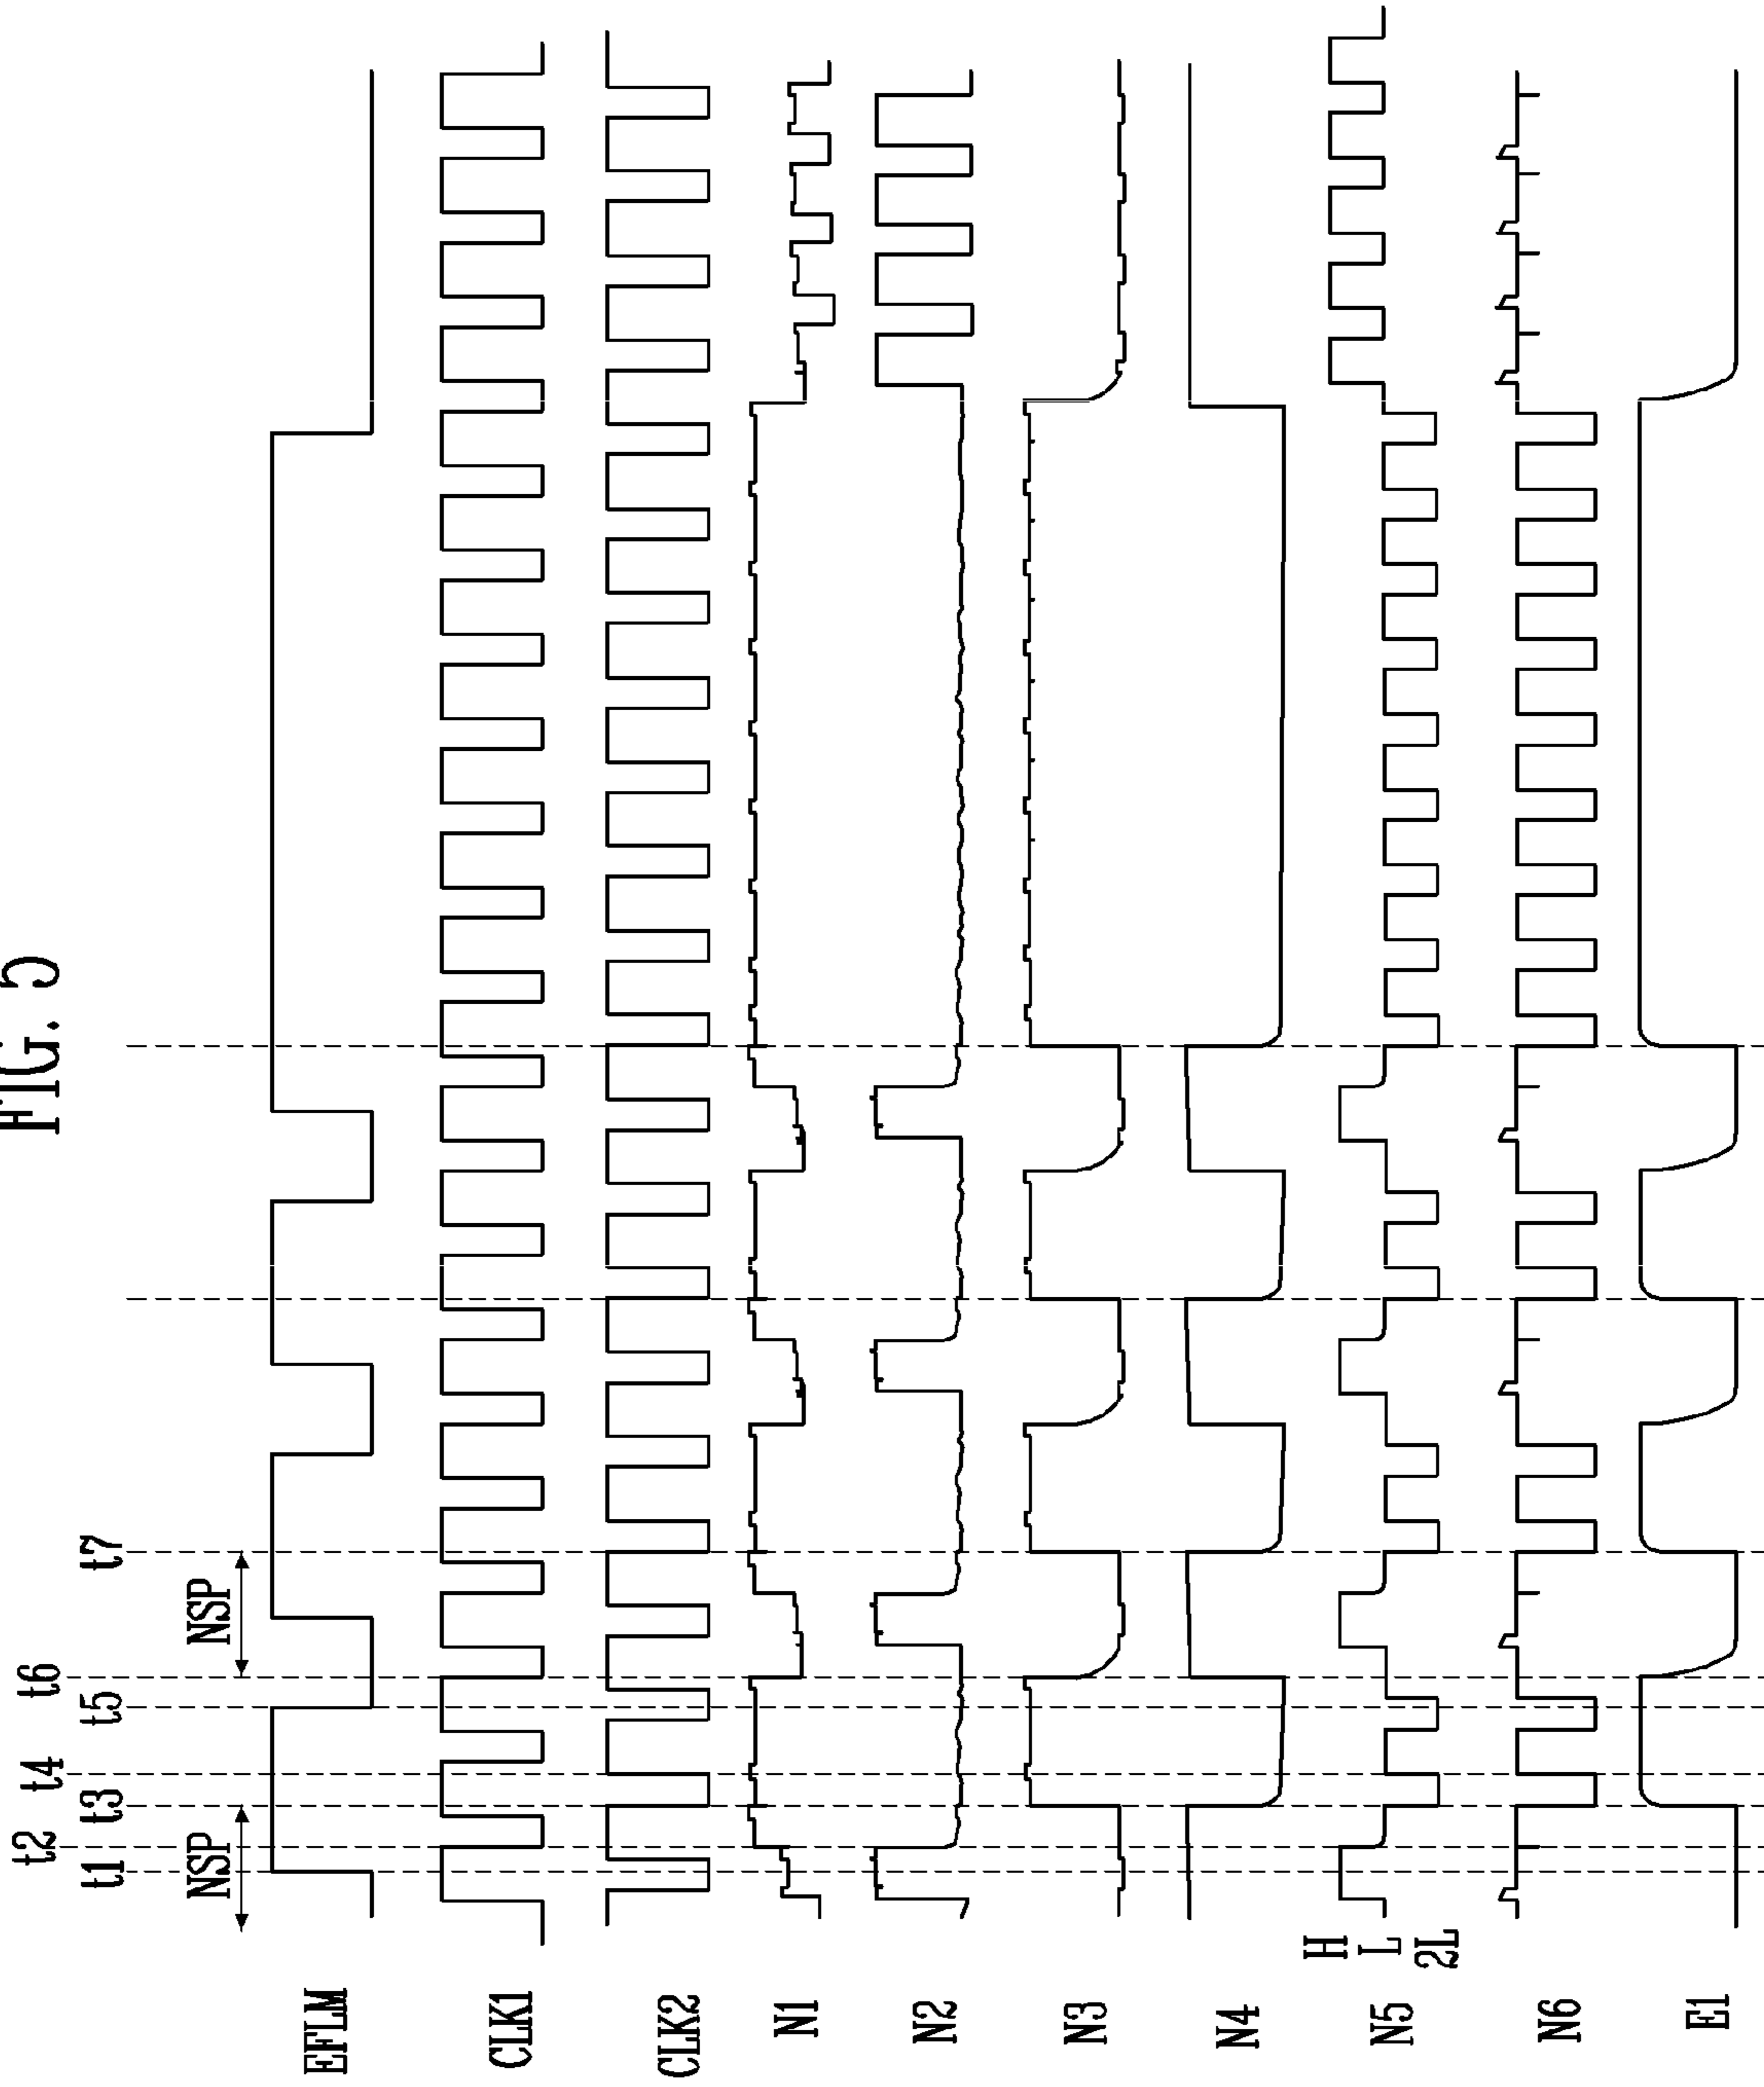 FIG. 5
t2 t4 t6
t1 t3 t5 t7
NSP NSP
EFLM
CLK1
CLK2
N1
N2
N3
N4
H
N5 L
2L
N6
E1